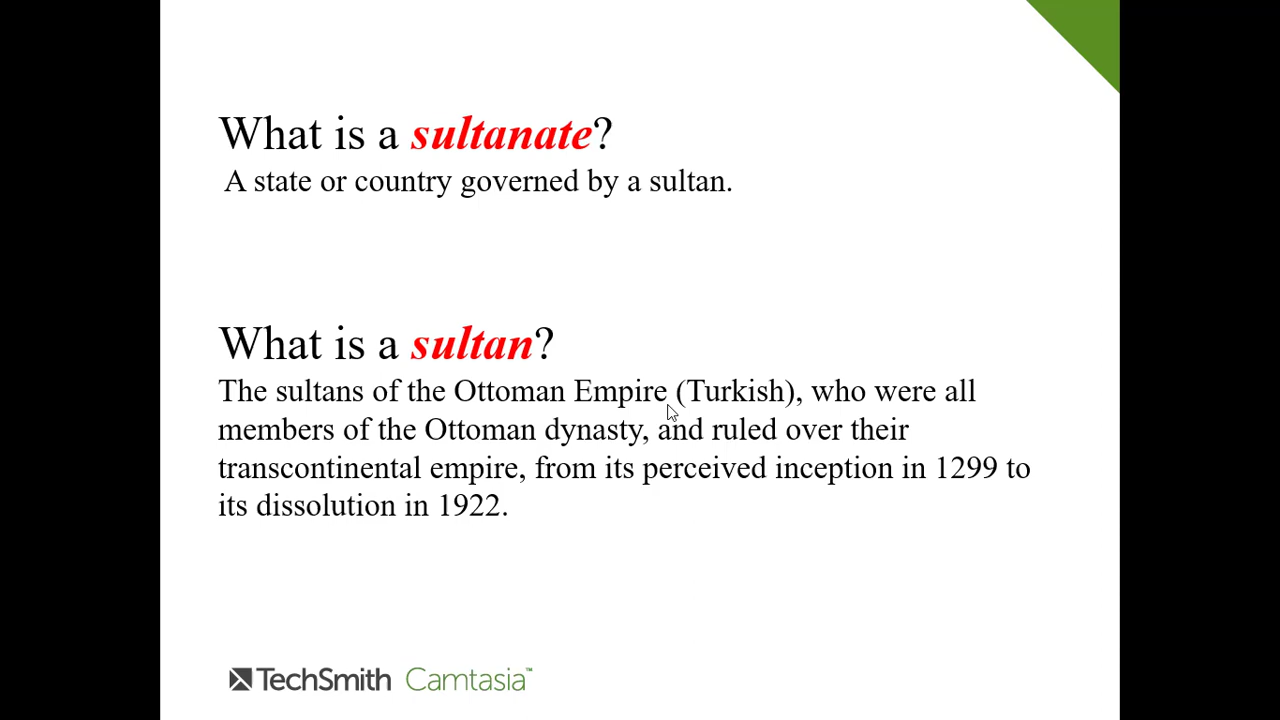 What is a sultanate?
A state or country governed by a sultan.
What is a sultan?
The sultans of the Ottoman Empire (Turkish), who were all
members of the Ottoman dynasty, and ruled over their
transcontinental empire, from its perceived inception in 1299 to
its dissolution in 1922.
TechSmith Camtasia™